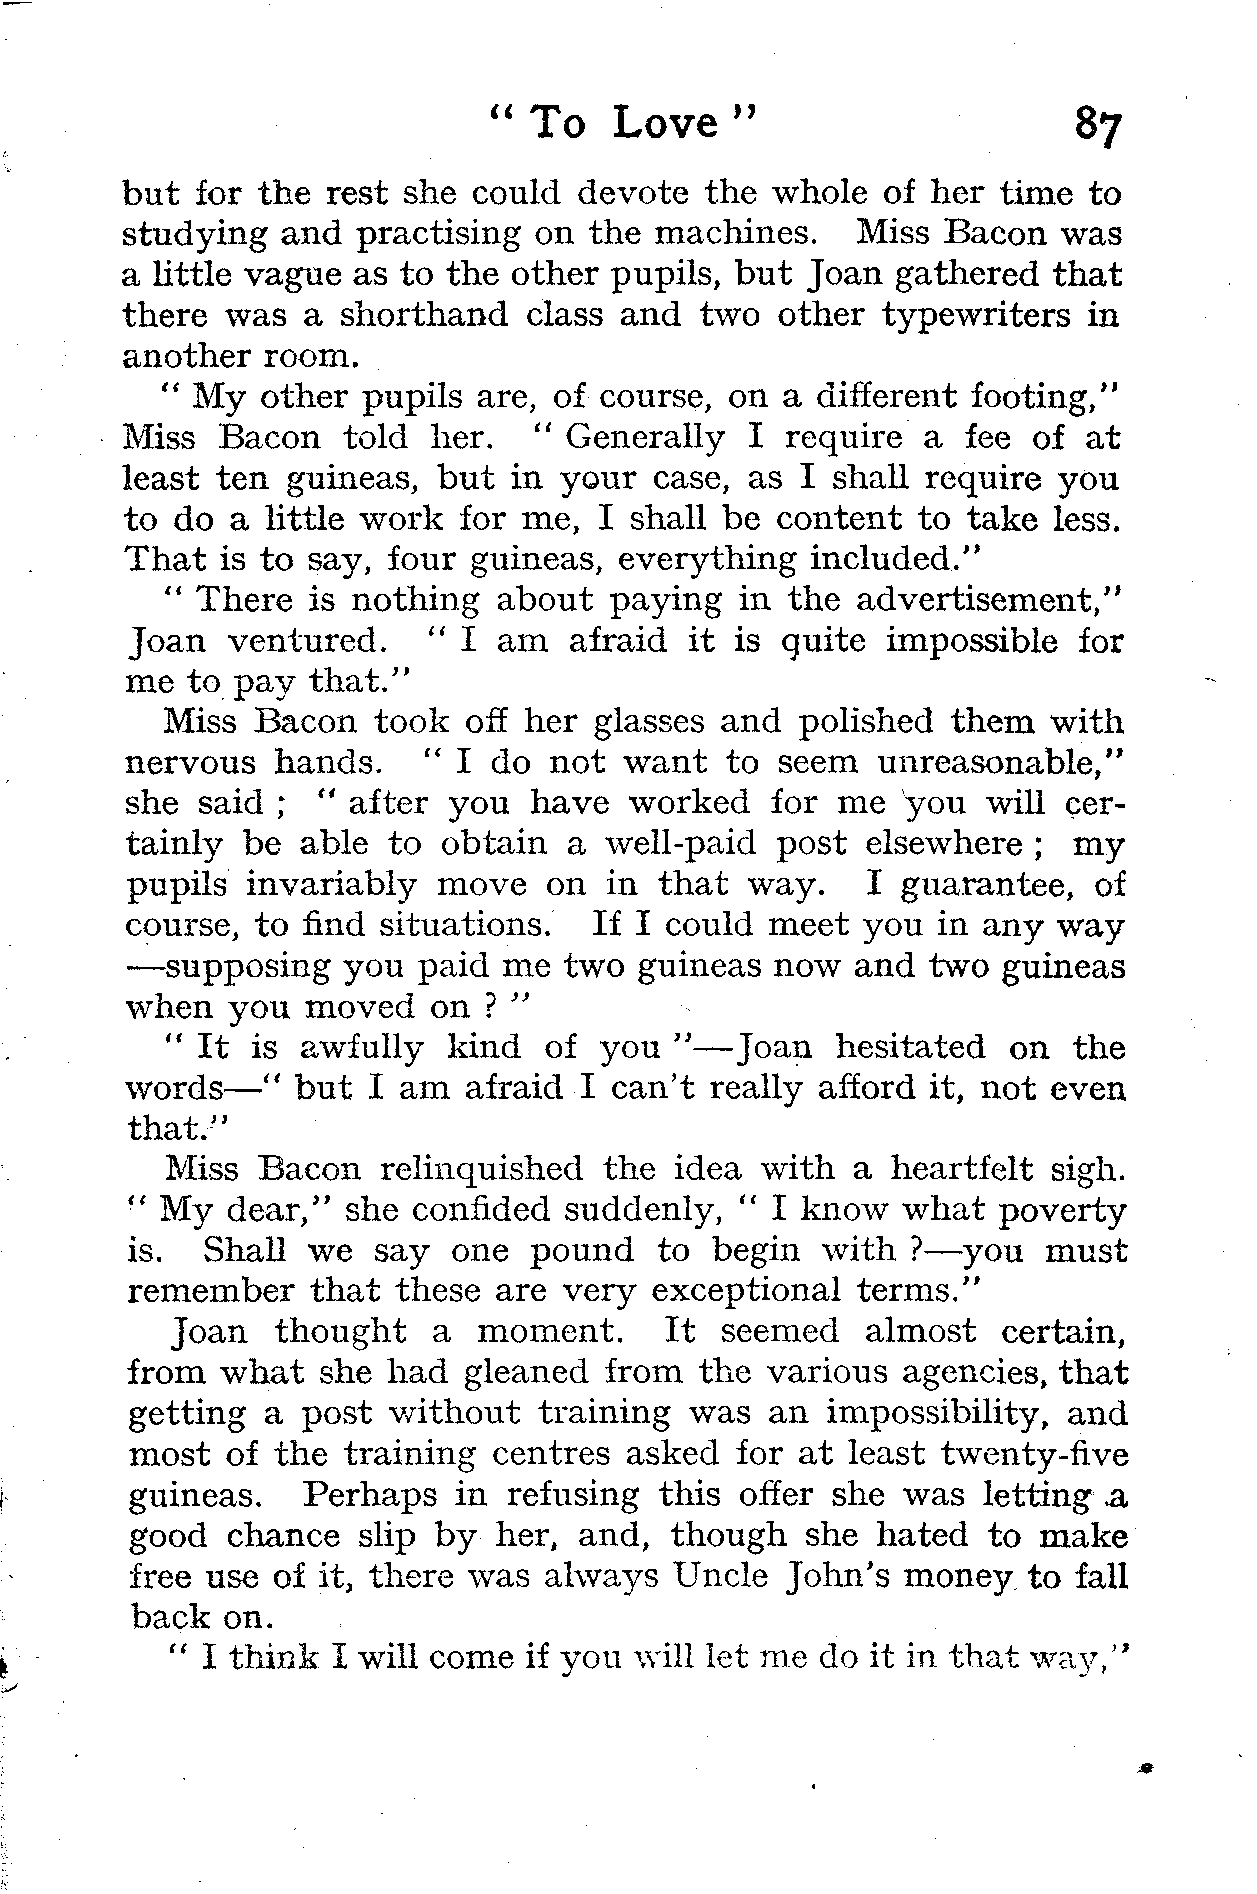 " To Love " 87
but for the rest she could devote the whole of her time to
studying and practising on the machines. Miss Bacon was
a little vague as to the other pupils, but Joan gathered that
there was a shorthand class and two other typewriters in
another room.
" My other pupils are, of course, on a different footing,"
Miss Bacon told her. " Generally I require a fee of at
least ten guineas, but in your case, as I shall require you
to do a little work for me, I shall be content to take less.
That is to say, four guineas, everything included."
" There is nothing about paying in the advertisement,"
Joan ventured. " I am afraid it is quite impossible for
me to pay that."
Miss Bacon took off her glasses and polished them with
nervous hands. " I do not want to seem unreasonable,"
she said ; " after you have worked for me you will cer-
tainly be able to obtain a well-paid post elsewhere ; my
pupils invariably move on in that way. I guarantee, of
course, to find situations. If I could meet you in any way
—supposing you paid me two guineas now and two guineas
when you moved on ? "
" It is awfully kind of you "—Joan hesitated on the
words—" but I am afraid I can't really afford it, not even
that."
Miss Bacon relinquished the idea with a heartfelt sigh.
" My dear," she confided suddenly, " I know what poverty
is. Shall we say one pound to begin with ?—you must
remember that these are very exceptional terms."
Joan thought a moment. It seemed almost certain,
from what she had gleaned from the various agencies, that
getting a post without training was an impossibility, and
most of the training centres asked for at least twenty-five
guineas. Perhaps in refusing this offer she was letting a
good chance slip by her, and, though she hated to make
free use of it, there was always Uncle John's money to fall
back on.
" I think I will come if you will let me do it in that way,"